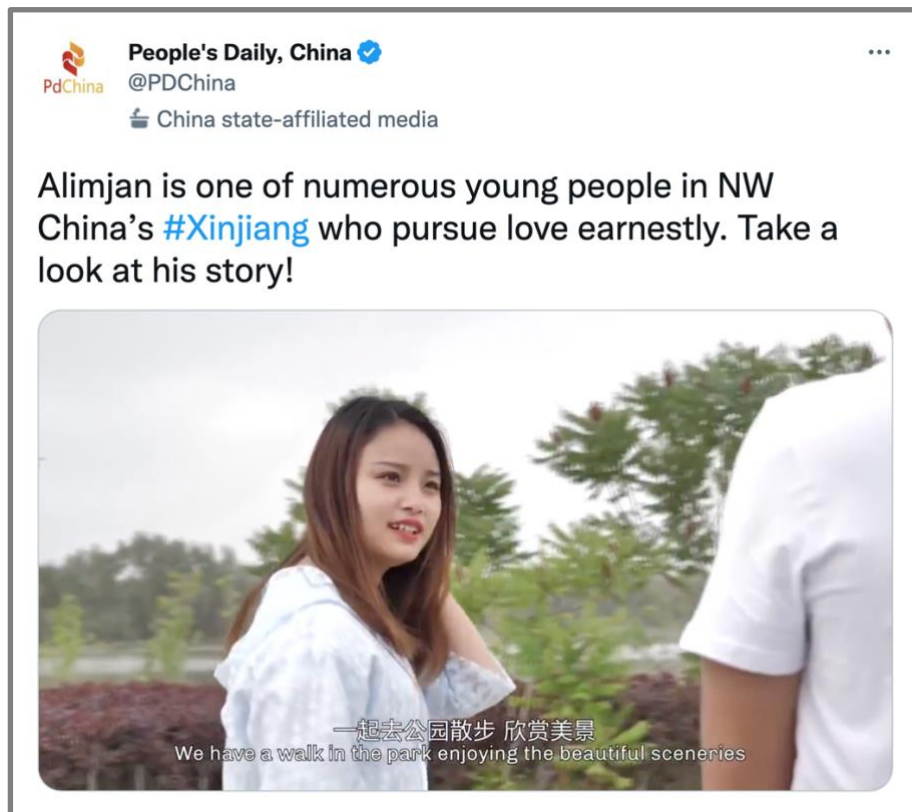 People's Daily, China
PdChina
@PDChina
China state-affiliated media
Alimjan is one of numerous young people in NW
China’s #Xinjiang who pursue love earnestly. Take a
look at his story!
一起去公园散步 欣赏美景
We have a walk in the park enjoying the beautiful sceneries